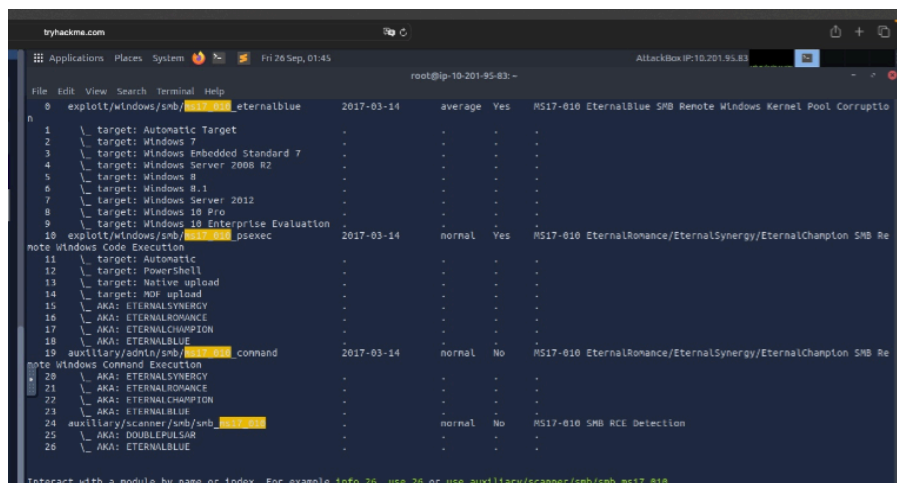 tryhackme.com
Applications Places System Fri 26 Sep, 01:45 AttackBox IP:10.201.95.83
root@ip-10-201-95-83: ~
File Edit View Search Terminal Help
0 exploit/windows/smb/ms17_010_eternalblue 2017-03-14 average Yes MS17-010 EternalBlue SMB Remote Windows Kernel Pool Corruptio
n
1 \_ target: Automatic Target . . . .
2 \_ target: Windows 7 . . . .
3 \_ target: Windows Embedded Standard 7 . . . .
4 \_ target: Windows Server 2008 R2 . . . .
5 \_ target: Windows 8 . . . .
6 \_ target: Windows 8.1 . . . .
7 \_ target: Windows Server 2012 . . . .
8 \_ target: Windows 10 Pro . . . .
9 \_ target: Windows 10 Enterprise Evaluation . . . .
10 exploit/windows/smb/ms17_010_psexec 2017-03-14 normal Yes MS17-010 EternalRomance/EternalSynergy/EternalChampion SMB Re
mote Windows Code Execution
11 \_ target: Automatic . . . .
12 \_ target: PowerShell . . . .
13 \_ target: Native upload . . . .
14 \_ target: MOF upload . . . .
15 \_ AKA: ETERNALSYNERGY . . . .
16 \_ AKA: ETERNALROMANCE . . . .
17 \_ AKA: ETERNALCHAMPION . . . .
18 \_ AKA: ETERNALBLUE . . . .
19 auxiliary/admin/smb/ms17_010_command 2017-03-14 normal No MS17-010 EternalRomance/EternalSynergy/EternalChampion SMB Re
mote Windows Command Execution
20 \_ AKA: ETERNALSYNERGY . . . .
21 \_ AKA: ETERNALROMANCE . . . .
22 \_ AKA: ETERNALCHAMPION . . . .
23 \_ AKA: ETERNALBLUE . . . .
24 auxiliary/scanner/smb/smb_ms17_010 . normal No MS17-010 SMB RCE Detection
25 \_ AKA: DOUBLEPULSAR . . . .
26 \_ AKA: ETERNALBLUE . . . .
Interact with a module by name or index. For example info 26, use 26 or use auxiliary/scanner/smb/smb_ms17_010